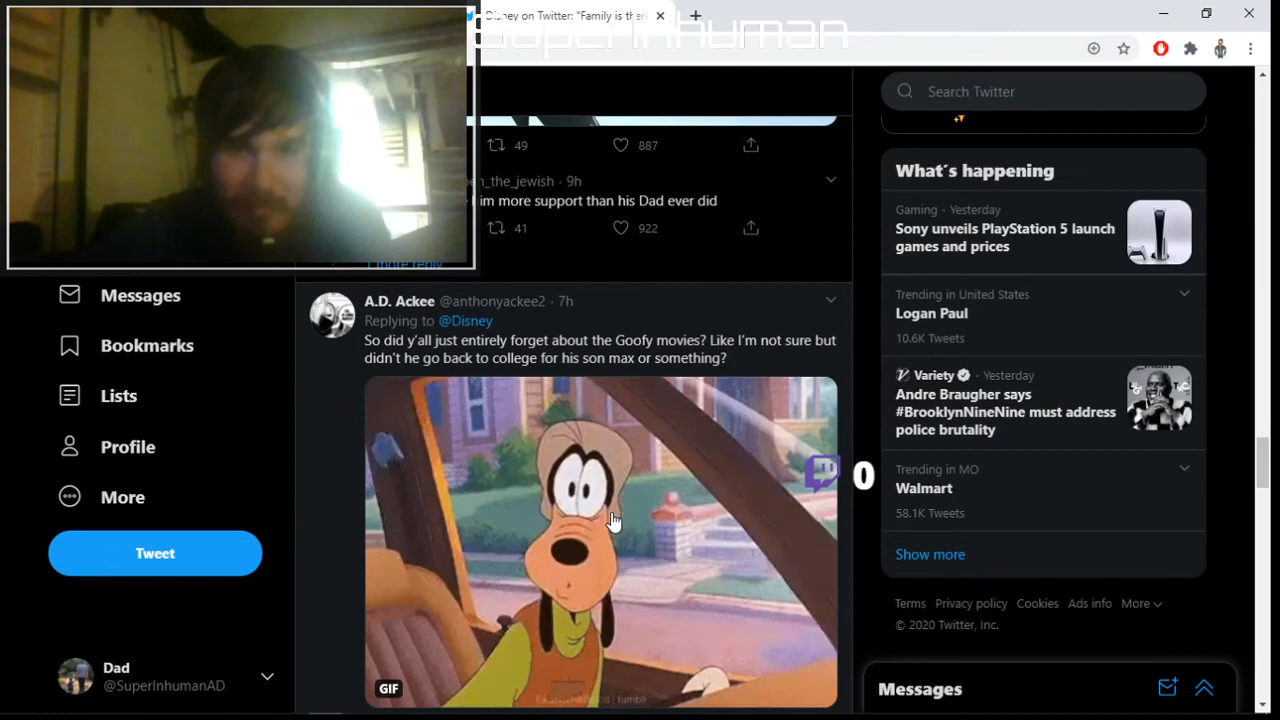 Disney on Twitter: "Family is there
SuperInhuman
Search Twitter
49
887
en_the_jewish · 9h
im more support than his Dad ever did
41
922
1 more reply
Messages
Bookmarks
Lists
Profile
More
Tweet
Dad
@SuperInhumanAD
A.D. Ackee @anthonyackee2 · 7h
Replying to @Disney
So did y'all just entirely forget about the Goofy movies? Like I'm not sure but
didn't he go back to college for his son max or something?
GIF
0
What's happening
Gaming · Yesterday
Sony unveils PlayStation 5 launch
games and prices
Trending in United States
Logan Paul
10.6K Tweets
Variety · Yesterday
Andre Braugher says
#BrooklynNineNine must address
police brutality
Trending in MO
Walmart
58.1K Tweets
Show more
Terms Privacy policy Cookies Ads info More
© 2020 Twitter, Inc.
Messages